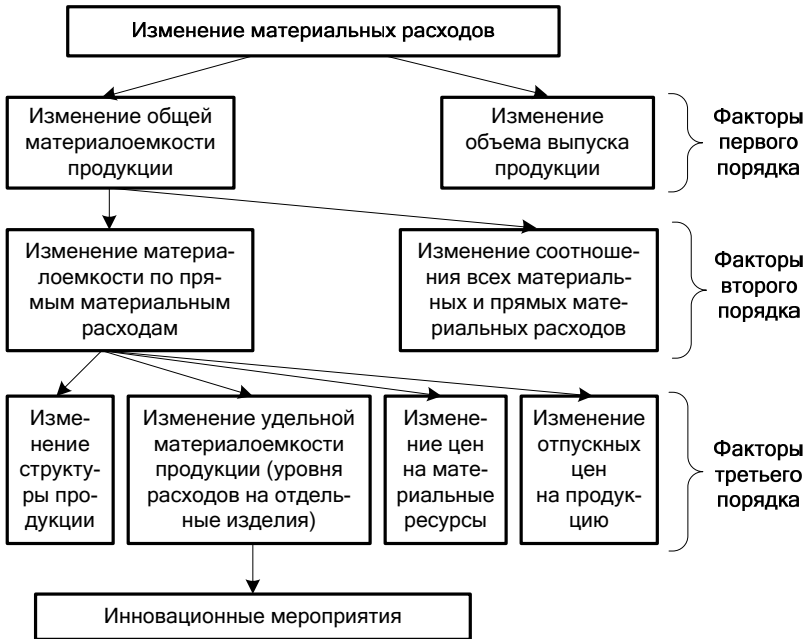 Изменение материальных расходов
Изменение общей
материалоемкости
продукции
Изменение
объема выпуска
продукции
Факторы
первого
порядка
Изменение материа-
лоемкости по пря-
мым материальным
расходам
Изменение соотноше-
ния всех материаль-
ных и прямых мате-
риальных расходов
Факторы
второго
порядка
Изме-
нение
структу-
ры про-
дукции
Изменение удельной
материалоемкости
продукции (уровня
расходов на отдель-
ные изделия)
Измене-
ние цен
на мате-
риальные
ресурсы
Изменение
отпускных
цен
на продук-
цию
Факторы
третьего
порядка
Инновационные мероприятия